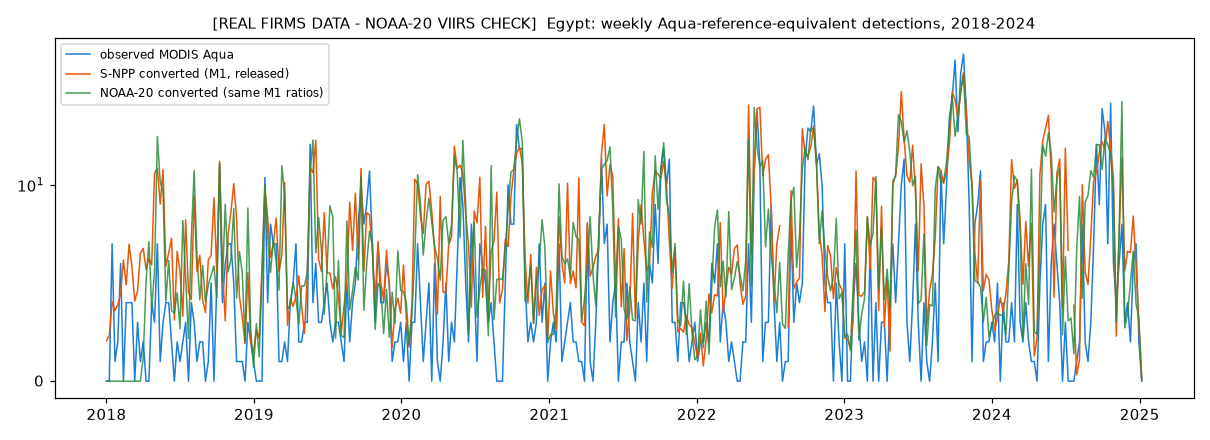 [REAL FIRMS DATA - NOAA-20 VIIRS CHECK]  Egypt: weekly Aqua-reference-equivalent detections, 2018-2024
observed MODIS Aqua
S-NPP converted (M1, released)
NOAA-20 converted (same M1 ratios)
10¹
0
2018 2019 2020 2021 2022 2023 2024 2025